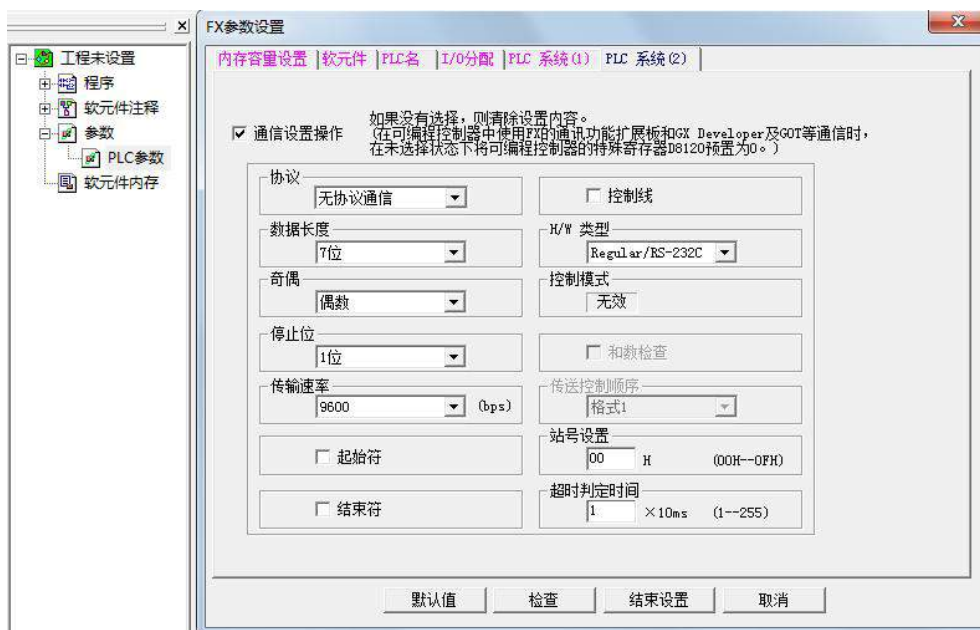 FX参数设置
工程未设置
程序
软元件注释
参数
PLC参数
软元件内存
内存容量设置 软元件 PLC名 I/O分配 PLC 系统(1) PLC 系统(2)
通信设置操作
如果没有选择，则清除设置内容。
(在可编程控制器中使用FX的通讯功能扩展板和GX Developer及GOT等通信时，
在未选择状态下将可编程控制器的特殊寄存器D8120预置为0。)
协议
无协议通信
控制线
数据长度
7位
H/W 类型
Regular/RS-232C
奇偶
偶数
控制模式
无效
停止位
1位
和数检查
传输速率
9600 (bps)
传送控制顺序
格式1
起始符
站号设置
00 H (00H--0FH)
结束符
超时判定时间
1 ×10ms (1--255)
默认值 检查 结束设置 取消